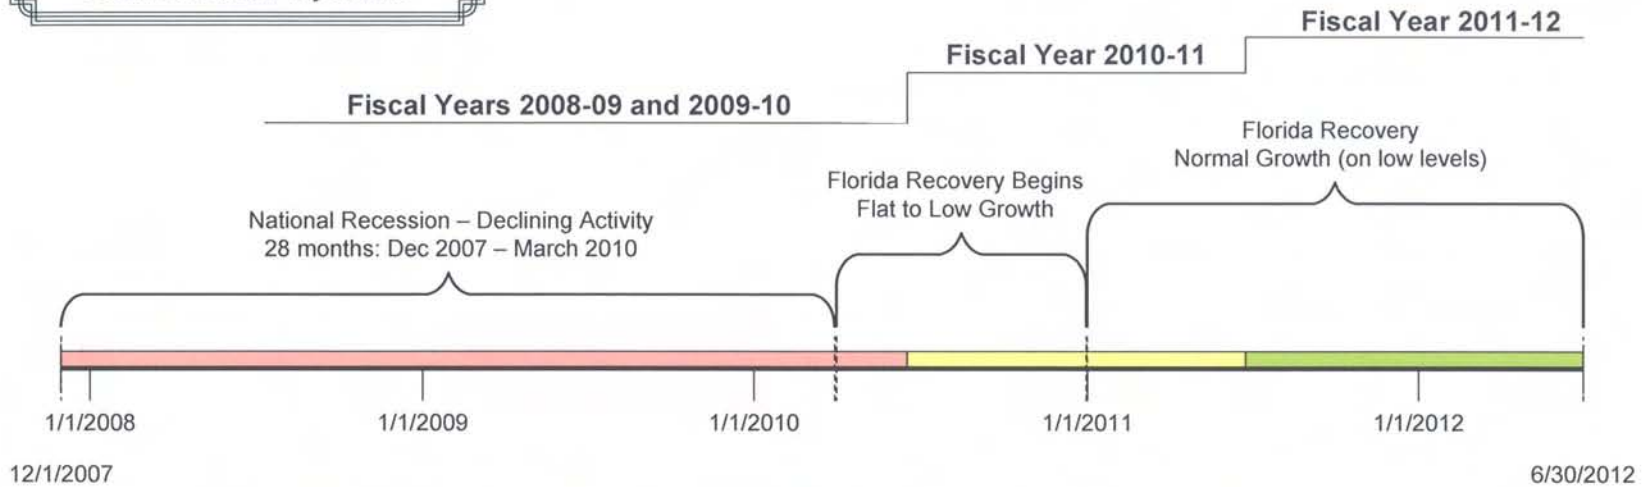 Fiscal Year 2011-12
Fiscal Year 2010-11
Fiscal Years 2008-09 and 2009-10
Florida Recovery
Normal Growth (on low levels)
Florida Recovery Begins
Flat to Low Growth
National Recession – Declining Activity
28 months: Dec 2007 – March 2010
1/1/2008
1/1/2009
1/1/2010
1/1/2011
1/1/2012
12/1/2007
6/30/2012